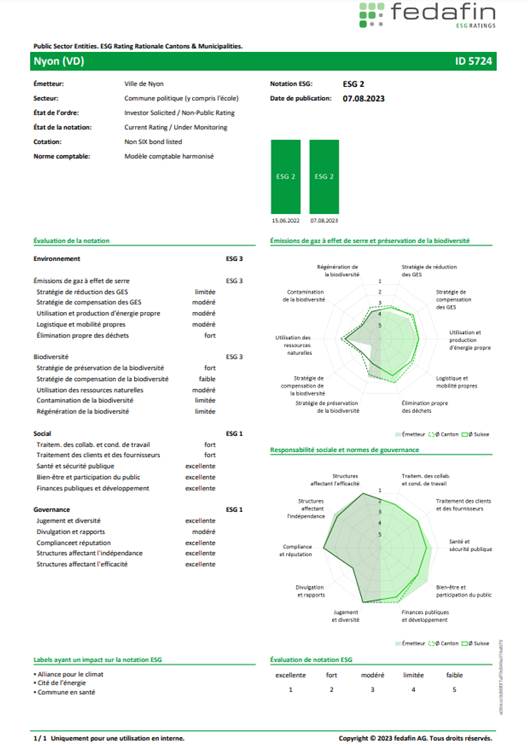 fedafin
ESG RATINGS
Public Sector Entities. ESG Rating Rationale Cantons & Municipalities.
Nyon (VD) ID 5724
Émetteur: Ville de Nyon
Secteur: Commune politique (y compris l'école)
État de l'ordre: Investor Solicited / Non-Public Rating
État de la notation: Current Rating / Under Monitoring
Cotation: Non SIX bond listed
Norme comptable: Modèle comptable harmonisé
Notation ESG: ESG 2
Date de publication: 07.08.2023
ESG 2 ESG 2
15.06.2022 07.08.2023
Évaluation de la notation
Environnement ESG 3
Émissions de gaz à effet de serre ESG 3
Stratégie de réduction des GES limitée
Stratégie de compensation des GES modéré
Utilisation et production d'énergie propre modéré
Logistique et mobilité propres modéré
Élimination propre des déchets fort
Biodiversité ESG 3
Stratégie de préservation de la biodiversité fort
Stratégie de compensation de la biodiversité faible
Utilisation des ressources naturelles modéré
Contamination de la biodiversité limitée
Régénération de la biodiversité limitée
Social ESG 1
Traitem. des collab. et cond. de travail fort
Traitement des clients et des fournisseurs fort
Santé et sécurité publique excellente
Bien-être et participation du public excellente
Finances publiques et développement excellente
Governance ESG 1
Jugement et diversité excellente
Divulgation et rapports modéré
Complianceet réputation excellente
Structures affectant l'indépendance excellente
Structures affectant l'efficacité excellente
Émissions de gaz à effet de serre et préservation de la biodiversité
Régénération de
la biodiversité
Stratégie de réduction
des GES
Contamination
de la biodiversité
Stratégie de
compensation
des GES
1
2
3
4
5
Utilisation des
ressources
naturelles
Utilisation et
production
d'énergie propre
Stratégie de
compensation de
la biodiversité
Logistique et
mobilité propres
Stratégie de préservation
de la biodiversité
Élimination propre
des déchets
Émetteur Ø Canton Ø Suisse
Responsabilité sociale et normes de gouvernance
Structures
affectant l'efficacité
Traitem. des collab.
et cond. de travail
Structures
affectant
l'indépendance
Traitement des clients
et des fournisseurs
1
2
3
4
5
Compliance
et réputation
Santé et
sécurité publique
Divulgation
et rapports
Bien-être et
participation du public
Jugement
et diversité
Finances publiques
et développement
Émetteur Ø Canton Ø Suisse
Labels ayant un impact sur la notation ESG
• Alliance pour le climat
• Cité de l'énergie
• Commune en santé
Évaluation de notation ESG
excellente fort modéré limitée faible
1 2 3 4 5
1/ 1 Uniquement pour une utilisation en interne.
Copyright © 2023 fedafin AG. Tous droits réservés.